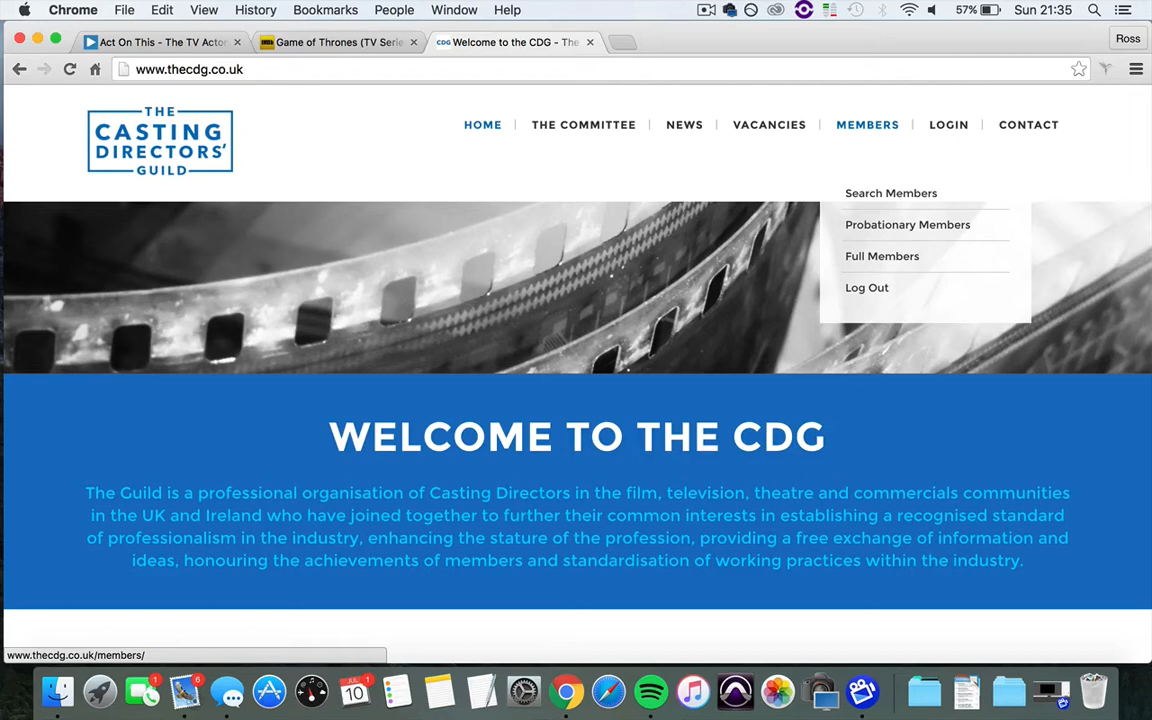 Chrome File Edit View History Bookmarks People Window Help 57% Sun 21:35
Act On This - The TV Actor Game of Thrones (TV Serie CDG Welcome to the CDG - The Ross
www.thecdg.co.uk
THE
CASTING
DIRECTORS'
GUILD
HOME THE COMMITTEE NEWS VACANCIES MEMBERS LOGIN CONTACT
Search Members
Probationary Members
Full Members
Log Out
WELCOME TO THE CDG
The Guild is a professional organisation of Casting Directors in the film, television, theatre and commercials communities
in the UK and Ireland who have joined together to further their common interests in establishing a recognised standard
of professionalism in the industry, enhancing the stature of the profession, providing a free exchange of information and
ideas, honouring the achievements of members and standardisation of working practices within the industry.
www.thecdg.co.uk/members/
1 6 JUL 10 1